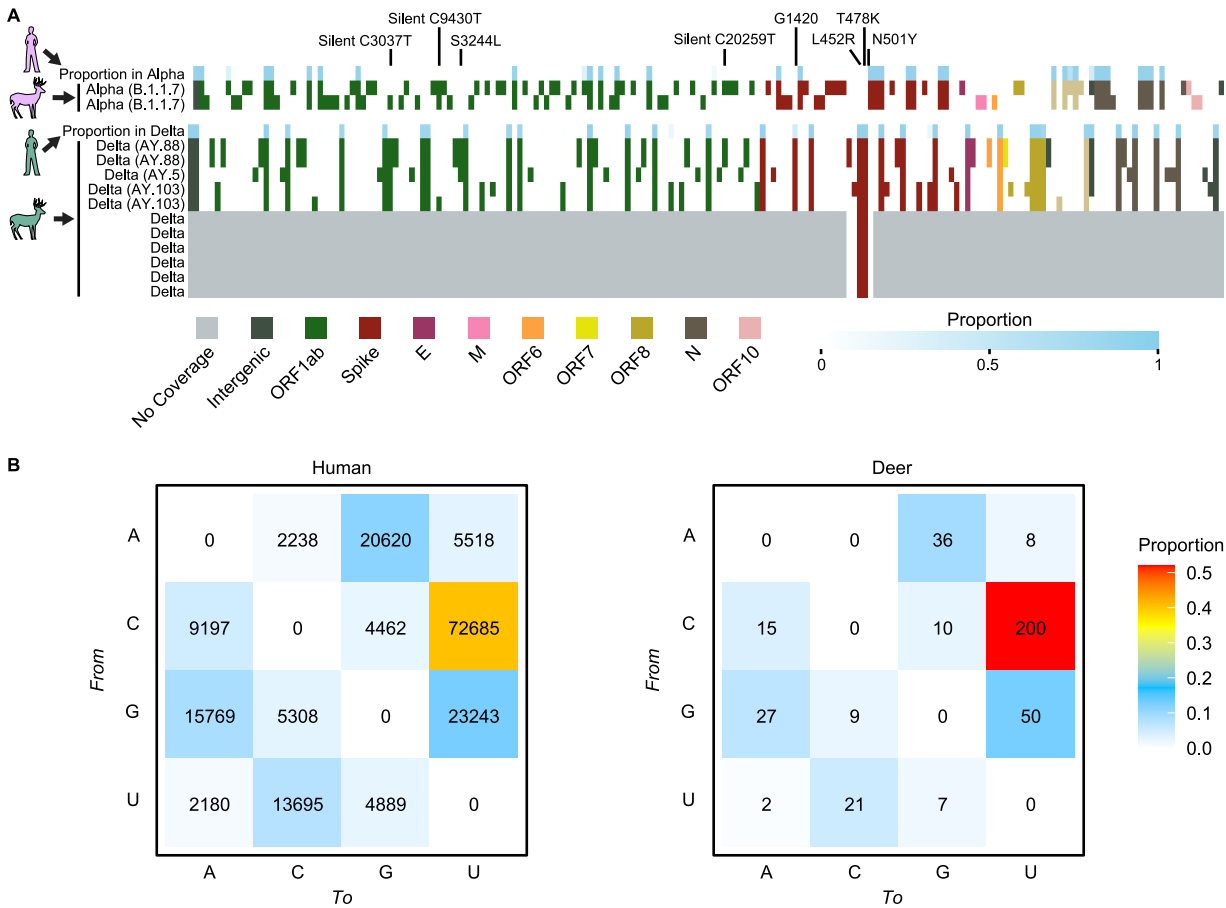 A
Silent C9430T
G1420
T478K
Silent C3037T
S3244L
Silent C20259T
L452R
N501Y
Proportion in Alpha
Alpha (B.1.1.7)
Alpha (B.1.1.7)
Proportion in Delta
Delta (AY.88)
Delta (AY.88)
Delta (AY.5)
Delta (AY.103)
Delta (AY.103)
Delta
Delta
Delta
Delta
Delta
Delta
No Coverage
Intergenic
ORF1ab
Spike
E
M
ORF6
ORF7
ORF8
N
ORF10
Proportion
0 0.5 1
B
Human
From
A 0 2238 20620 5518
C 9197 0 4462 72685
G 15769 5308 0 23243
U 2180 13695 4889 0
A C G U
To
Deer
From
A 0 0 36 8
C 15 0 10 200
G 27 9 0 50
U 2 21 7 0
A C G U
To
Proportion
0.5
0.4
0.3
0.2
0.1
0.0